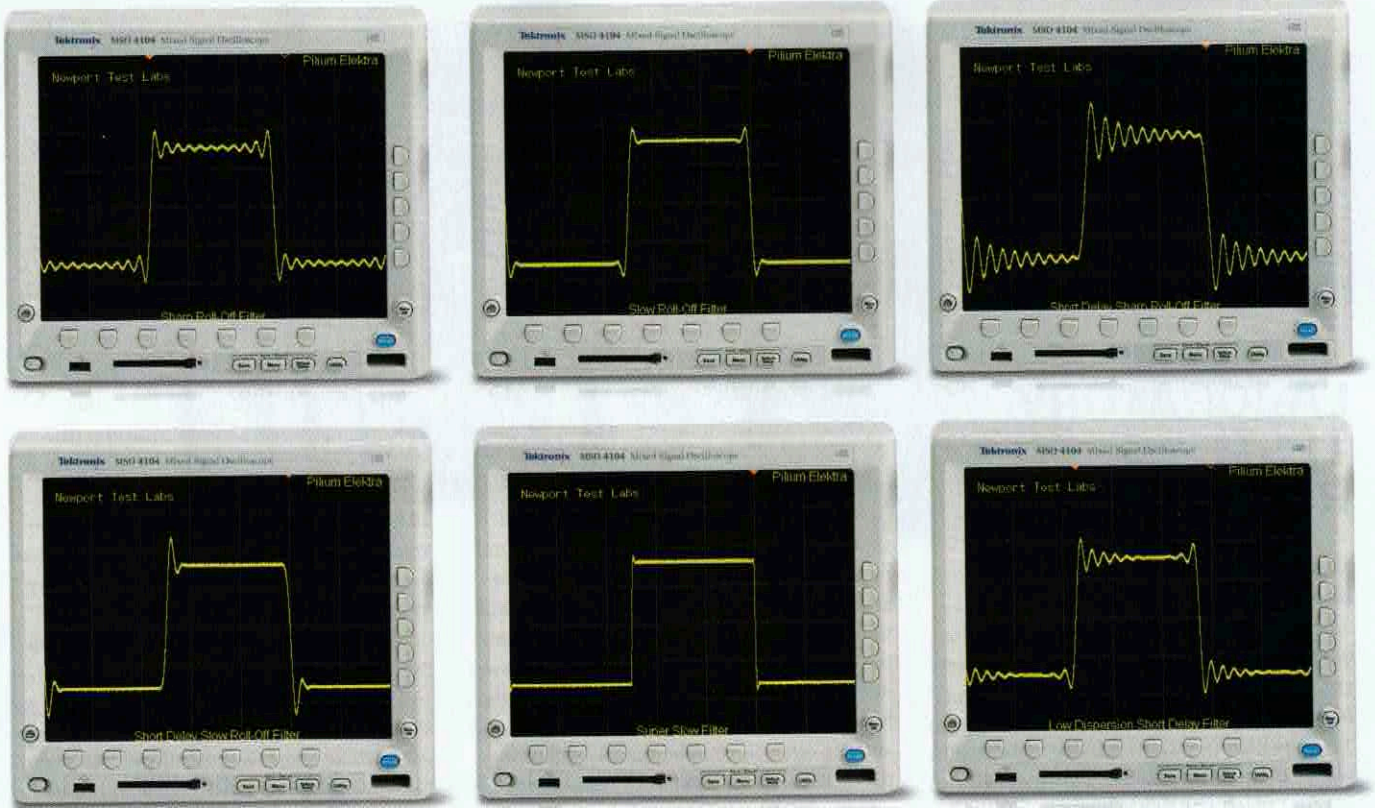 Tektronix MSO 4104 Mixed Signal Oscilloscope
Pilium Elektra
Newport Test Labs
Sharp Roll-Off Filter
Tektronix MSO 4104 Mixed Signal Oscilloscope
Pilium Elektra
Newport Test Labs
Slow Roll-Off Filter
Tektronix MSO 4104 Mixed Signal Oscilloscope
Pilium Elektra
Newport Test Labs
Short Delay Sharp Roll-Off Filter
Tektronix MSO 4104 Mixed Signal Oscilloscope
Pilium Elektra
Newport Test Labs
Short Delay Slow Roll-Off Filter
Tektronix MSO 4104 Mixed Signal Oscilloscope
Pilium Elektra
Newport Test Labs
Super Slow Filter
Tektronix MSO 4104 Mixed Signal Oscilloscope
Pilium Elektra
Newport Test Labs
Low Dispersion Short Delay Filter